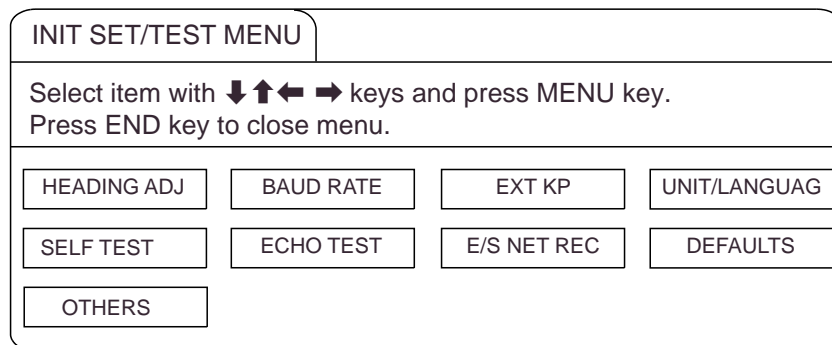 INIT SET/TEST MENU
Select item with ⬇⬆⬅ ➡ keys and press MENU key.
Press END key to close menu.
HEADING ADJ BAUD RATE EXT KP UNIT/LANGUAG
SELF TEST ECHO TEST E/S NET REC DEFAULTS
OTHERS